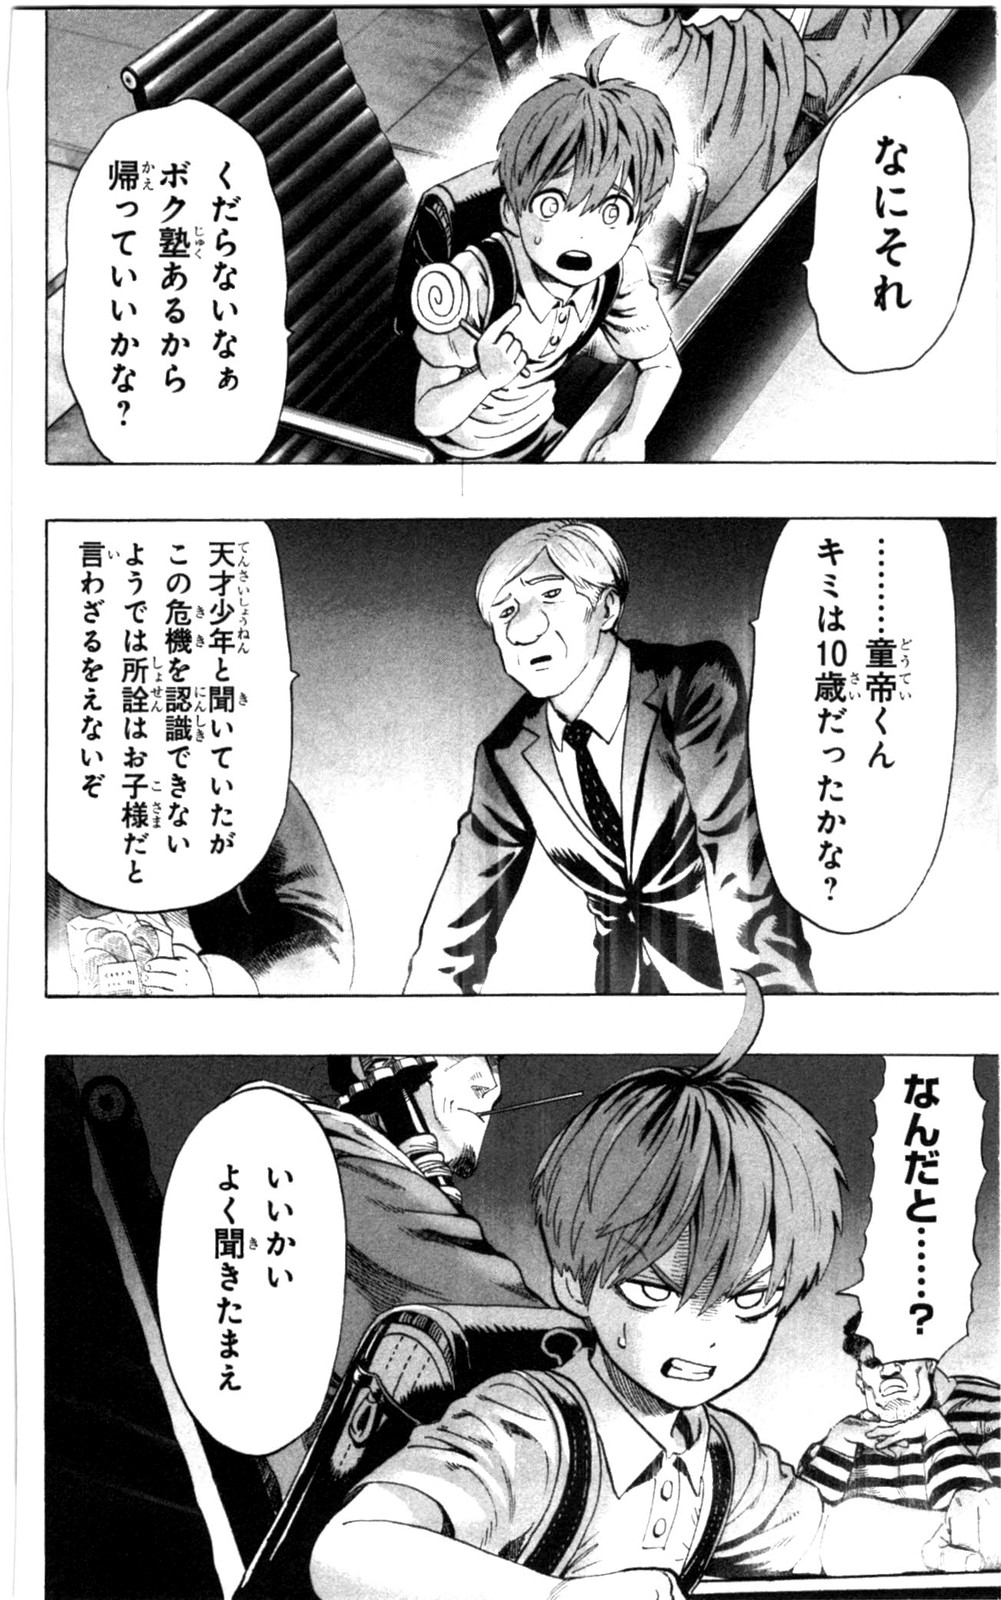 なにそれ
くだらないなぁ
ボク塾あるから
帰っていいかな?
………童帝くん
キミは10歳だったかな?
天才少年と聞いていたが
この危機を認識できない
ようでは所詮はお子様だと
言わざるをえないぞ
なんだと……?
いいかい
よく聞きたまえ